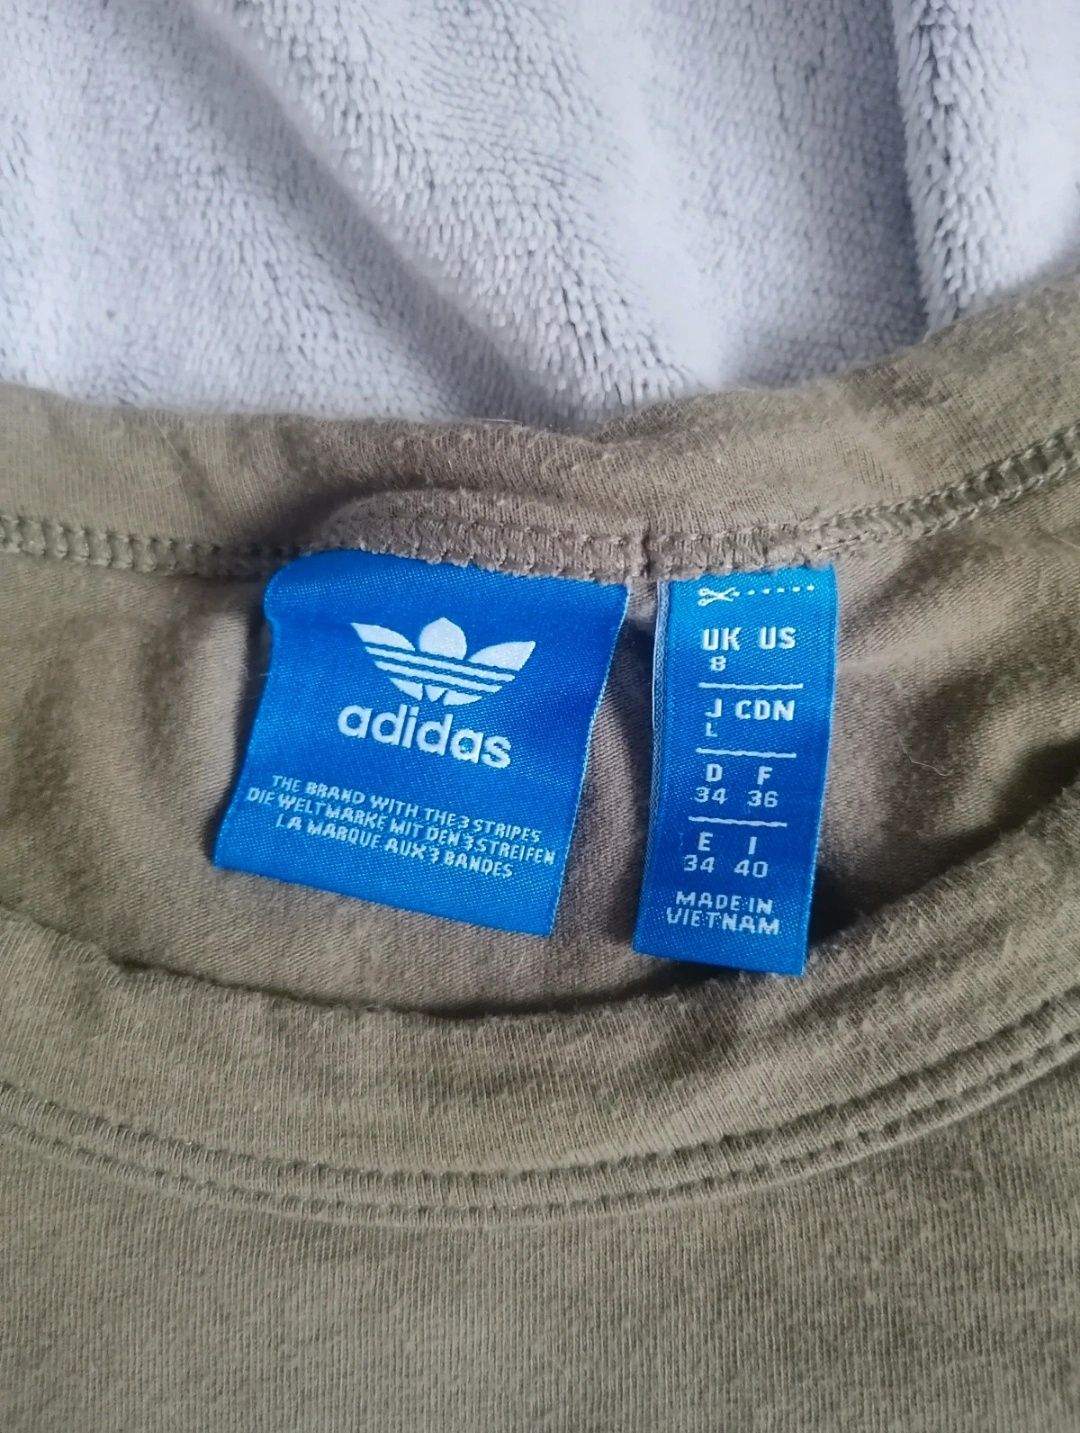 adidas
THE BRAND WITH THE 3 STRIPES
DIE WELTMARKE MIT DEN 3 STREIFEN
LA MARQUE AUX 3 BANDES
UK US
8
J CDN
L
D F
34 36
E I
34 40
MADE IN
VIETNAM